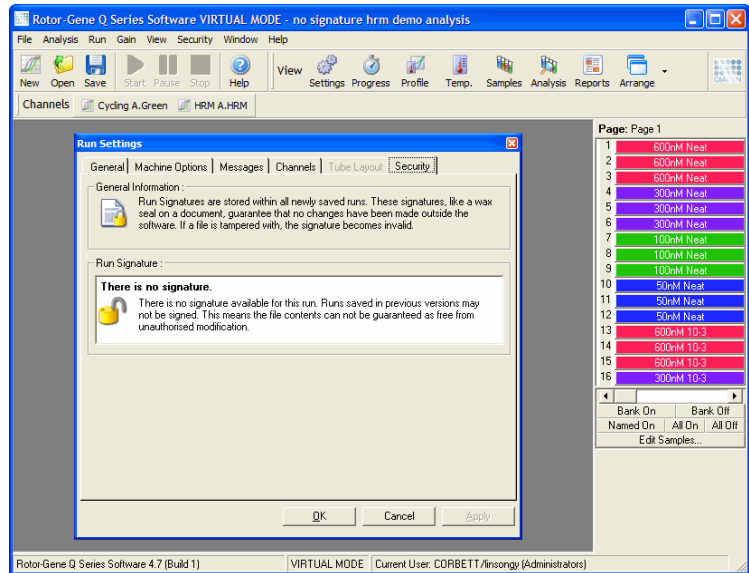 Rotor-Gene Q Series Software VIRTUAL MODE - no signature hrm demo analysis
File Analysis Run Gain View Security Window Help
New Open Save Start Pause Stop Help View Settings Progress Profile Temp. Samples Analysis Reports Arrange
QIAGEN
Channels Cycling A.Green HRM A.HRM
Run Settings
General Machine Options Messages Channels Tube Layout Security
General Information :
Run Signatures are stored within all newly saved runs. These signatures, like a wax
seal on a document, guarantee that no changes have been made outside the
software. If a file is tampered with, the signature becomes invalid.
Run Signature :
There is no signature.
There is no signature available for this run. Runs saved in previous versions may
not be signed. This means the file contents can not be guaranteed as free from
unauthorised modification.
OK Cancel Apply
Page: Page 1
1 600nM Neat
2 600nM Neat
3 600nM Neat
4 300nM Neat
5 300nM Neat
6 300nM Neat
7 100nM Neat
8 100nM Neat
9 100nM Neat
10 50nM Neat
11 50nM Neat
12 50nM Neat
13 600nM 10-3
14 600nM 10-3
15 600nM 10-3
16 300nM 10-3
Bank On Bank Off
Named On All On All Off
Edit Samples...
Rotor-Gene Q Series Software 4.7 (Build 1) VIRTUAL MODE Current User: CORBETT/linsongy (Administrators)